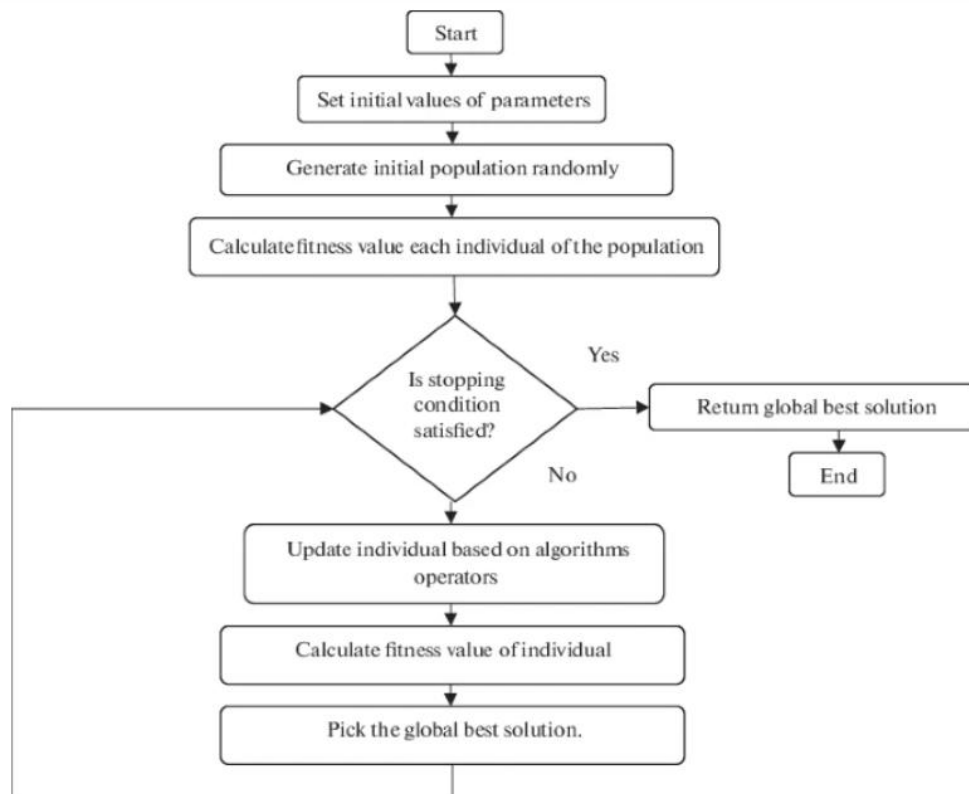 Start
Set initial values of parameters
Generate initial population randomly
Calculate fitness value each individual of the population
Is stopping
condition
satisfied?
Yes
Return global best solution
End
No
Update individual based on algorithms
operators
Calculate fitness value of individual
Pick the global best solution.